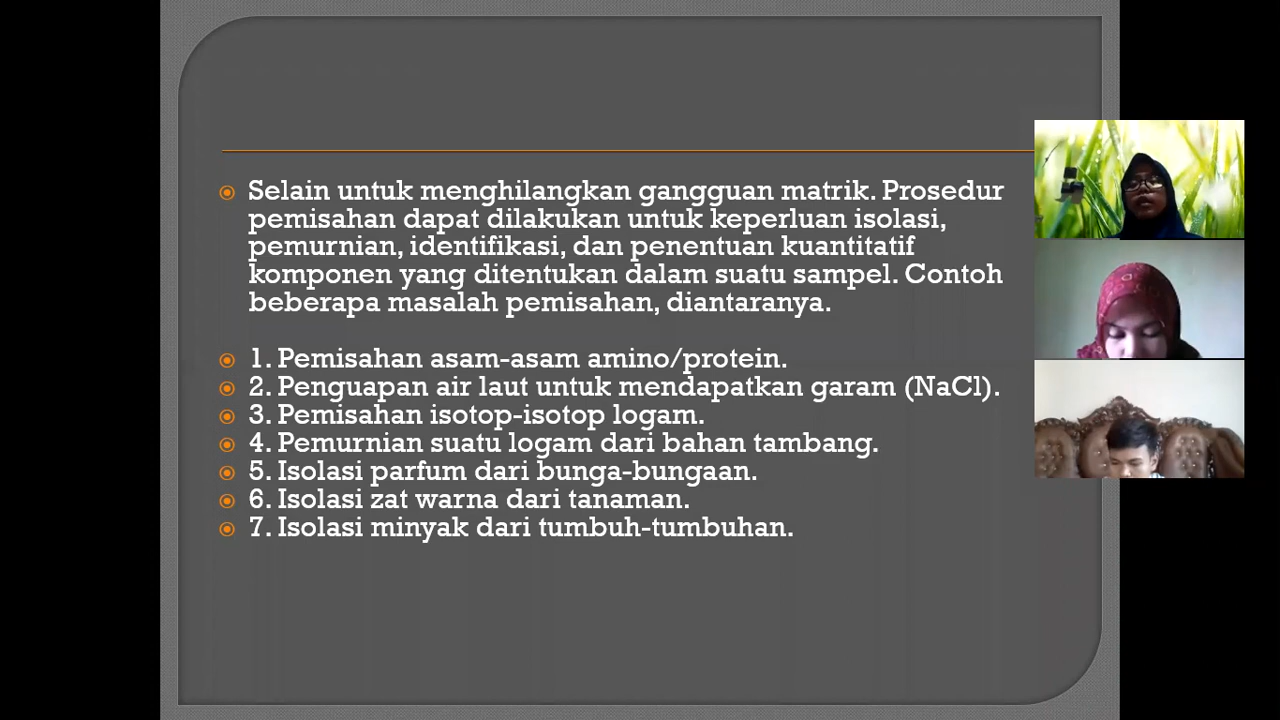 Selain untuk menghilangkan gangguan matrik. Prosedur
pemisahan dapat dilakukan untuk keperluan isolasi,
pemurnian, identifikasi, dan penentuan kuantitatif
komponen yang ditentukan dalam suatu sampel. Contoh
beberapa masalah pemisahan, diantaranya.
1. Pemisahan asam-asam amino/protein.
2. Penguapan air laut untuk mendapatkan garam (NaCl).
3. Pemisahan isotop-isotop logam.
4. Pemurnian suatu logam dari bahan tambang.
5. Isolasi parfum dari bunga-bungaan.
6. Isolasi zat warna dari tanaman.
7. Isolasi minyak dari tumbuh-tumbuhan.